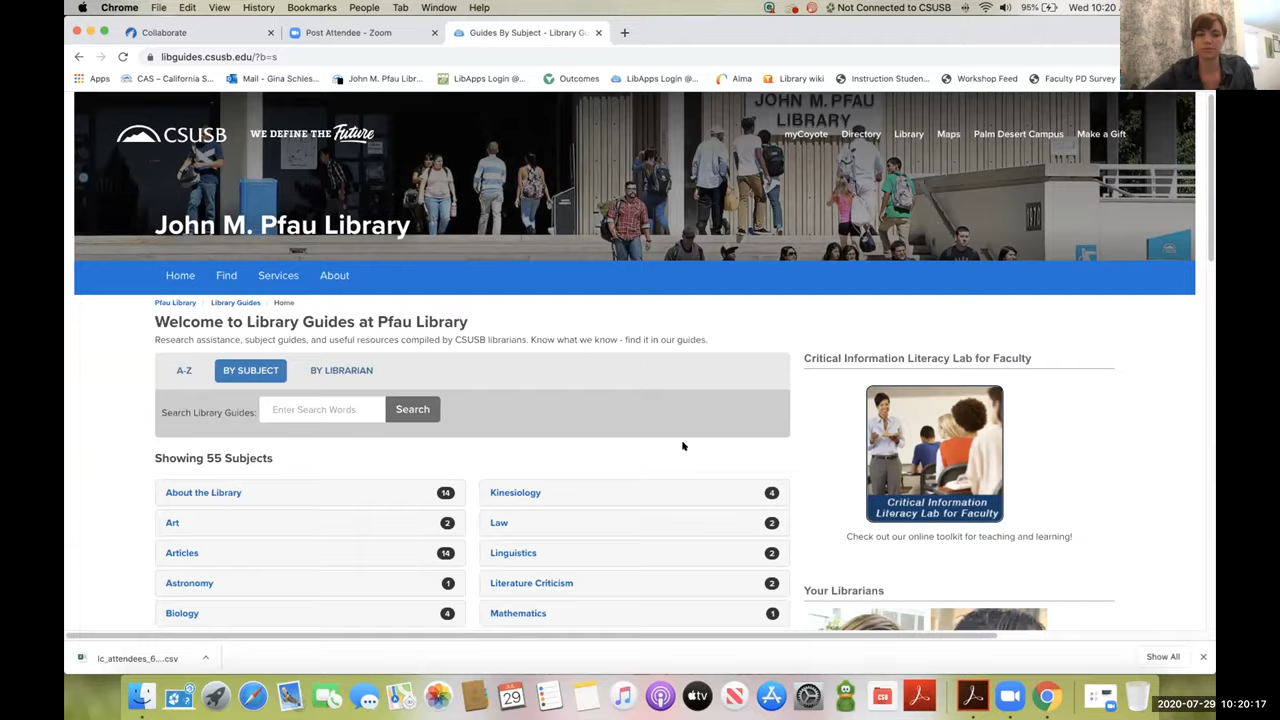 Chrome File Edit View History Bookmarks People Tab Window Help Not Connected to CSUSB 95% Wed 10:20
Collaborate Post Attendee - Zoom Guides By Subject - Library G
libguides.csusb.edu/?b=s
Apps CAS – California S... Mail - Gina Schles... John M. Pfau Libr... LibApps Login @... Outcomes LibApps Login @... Alma Library wiki Instruction Studen... Workshop Feed Faculty PD Survey
JOHN M. PFAU
LIBRARY
CSUSB WE DEFINE THE Future myCoyote Directory Library Maps Palm Desert Campus Make a Gift
John M. Pfau Library
Home Find Services About
Pfau Library / Library Guides / Home
Welcome to Library Guides at Pfau Library
Research assistance, subject guides, and useful resources compiled by CSUSB librarians. Know what we know - find it in our guides.
Critical Information Literacy Lab for Faculty
A-Z BY SUBJECT BY LIBRARIAN
Search Library Guides: Enter Search Words Search
Showing 55 Subjects
About the Library 14 Kinesiology 4
Art 2 Law 2
Critical Information
Literacy Lab for Faculty
Check out our online toolkit for teaching and learning!
Articles 14 Linguistics 2
Astronomy 1 Literature Criticism 2
Your Librarians
Biology 4 Mathematics 1
lc_attendees_6....csv Show All
JUL
29
tv
CSB
2020-07-29 10:20:17